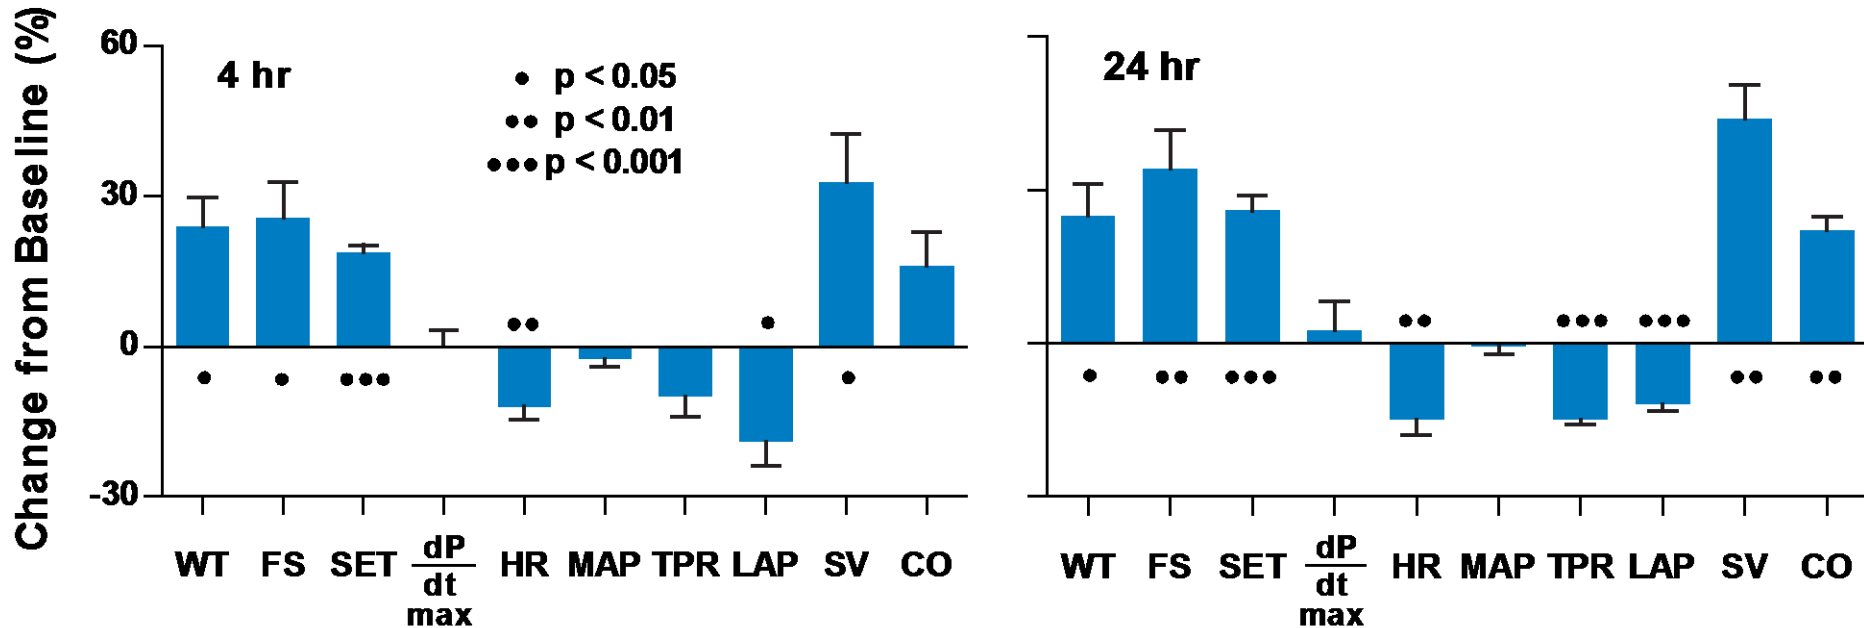 Change from Baseline (%)
60
30
0
-30
4 hr
• p < 0.05
•• p < 0.01
••• p < 0.001
•• •
• • ••• •
WT FS SET dP HR MAP TPR LAP SV CO
dt
max
24 hr
•• ••• •••
• •• ••• •• ••
WT FS SET dP HR MAP TPR LAP SV CO
dt
max